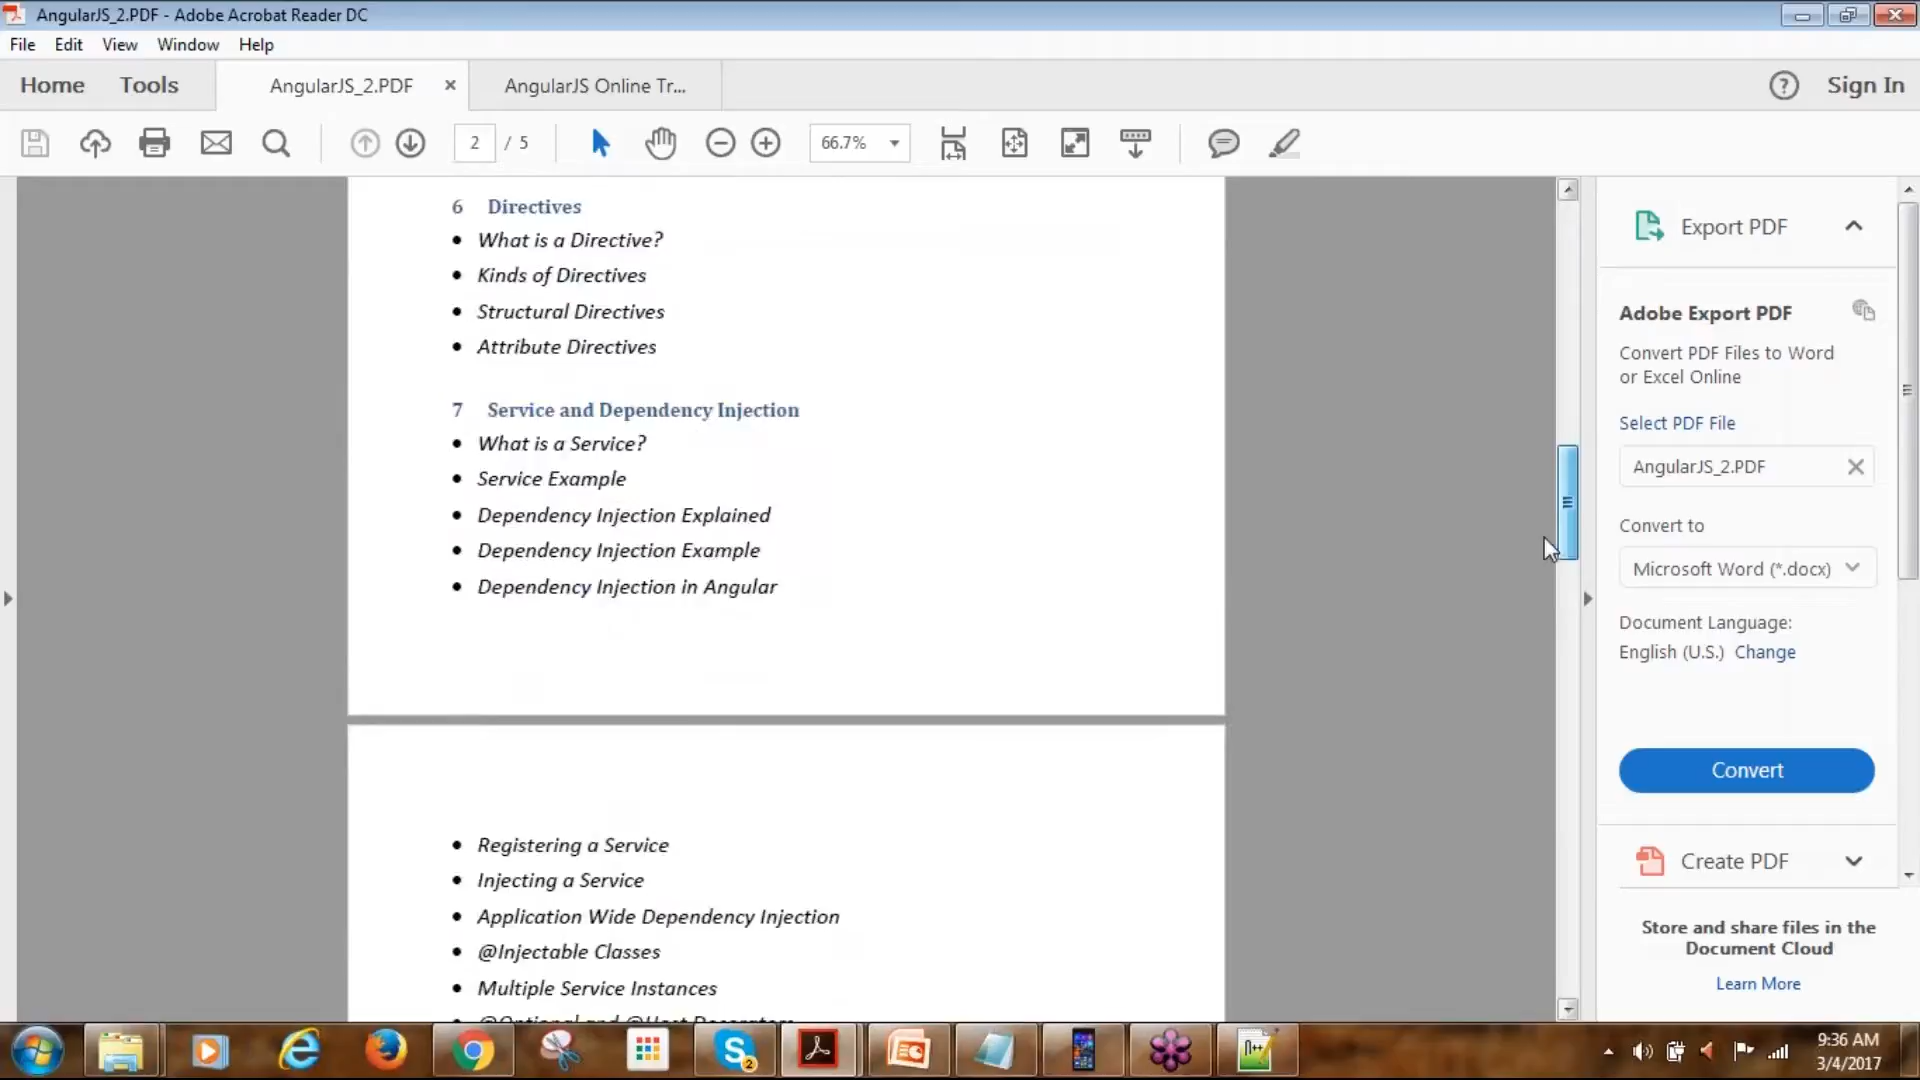 AngularJS_2.PDF - Adobe Acrobat Reader DC
File Edit View Window Help
Home Tools AngularJS_2.PDF × AngularJS Online Tr... Sign In
2 / 5 66.7%
6 Directives
• What is a Directive?
• Kinds of Directives
• Structural Directives
• Attribute Directives
7 Service and Dependency Injection
• What is a Service?
• Service Example
• Dependency Injection Explained
• Dependency Injection Example
• Dependency Injection in Angular
• Registering a Service
• Injecting a Service
• Application Wide Dependency Injection
• @Injectable Classes
• Multiple Service Instances
• @Optional and @Host Decorators
Export PDF
Adobe Export PDF
Convert PDF Files to Word
or Excel Online
Select PDF File
AngularJS_2.PDF
Convert to
Microsoft Word (*.docx)
Document Language:
English (U.S.) Change
Convert
Create PDF
Store and share files in the
Document Cloud
Learn More
9:36 AM
3/4/2017